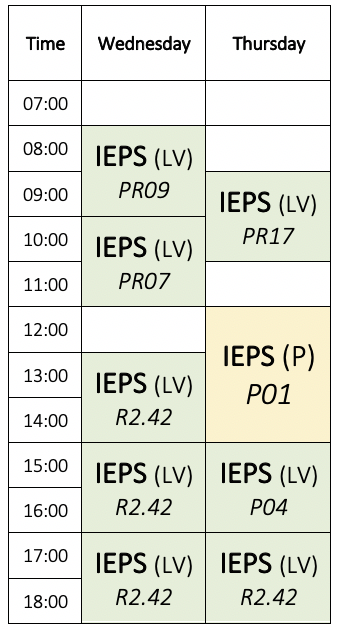 Time Wednesday Thursday
07:00
08:00
IEPS (LV)
PR09
09:00
IEPS (LV)
PR17
10:00
IEPS (LV)
PR07
11:00
12:00
IEPS (P)
P01
13:00
IEPS (LV)
R2.42
14:00
15:00
IEPS (LV)
R2.42
IEPS (LV)
P04
16:00
17:00
IEPS (LV)
R2.42
IEPS (LV)
R2.42
18:00